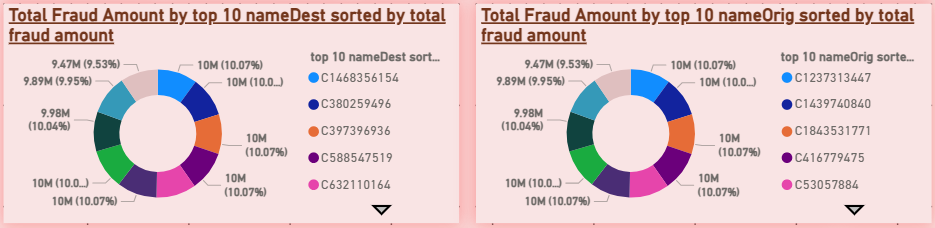 Total Fraud Amount by top 10 nameDest sorted by total
fraud amount
9.47M (9.53%)
9.89M (9.95%)
9.98M
(10.04%)
10M (10.0...)
10M (10.07%)
10M (10.07%)
10M (10.0...)
10M
(10.07%)
10M
(10.07%)
top 10 nameDest sort...
C1468356154
C380259496
C397396936
C588547519
C632110164
Total Fraud Amount by top 10 nameOrig sorted by total
fraud amount
9.47M (9.53%)
9.89M (9.95%)
9.98M
(10.04%)
10M (10.0...)
10M (10.07%)
10M (10.07%)
10M (10.0...)
10M
(10.07%)
10M
(10.07%)
top 10 nameOrig sorte...
C1237313447
C1439740840
C1843531771
C416779475
C53057884